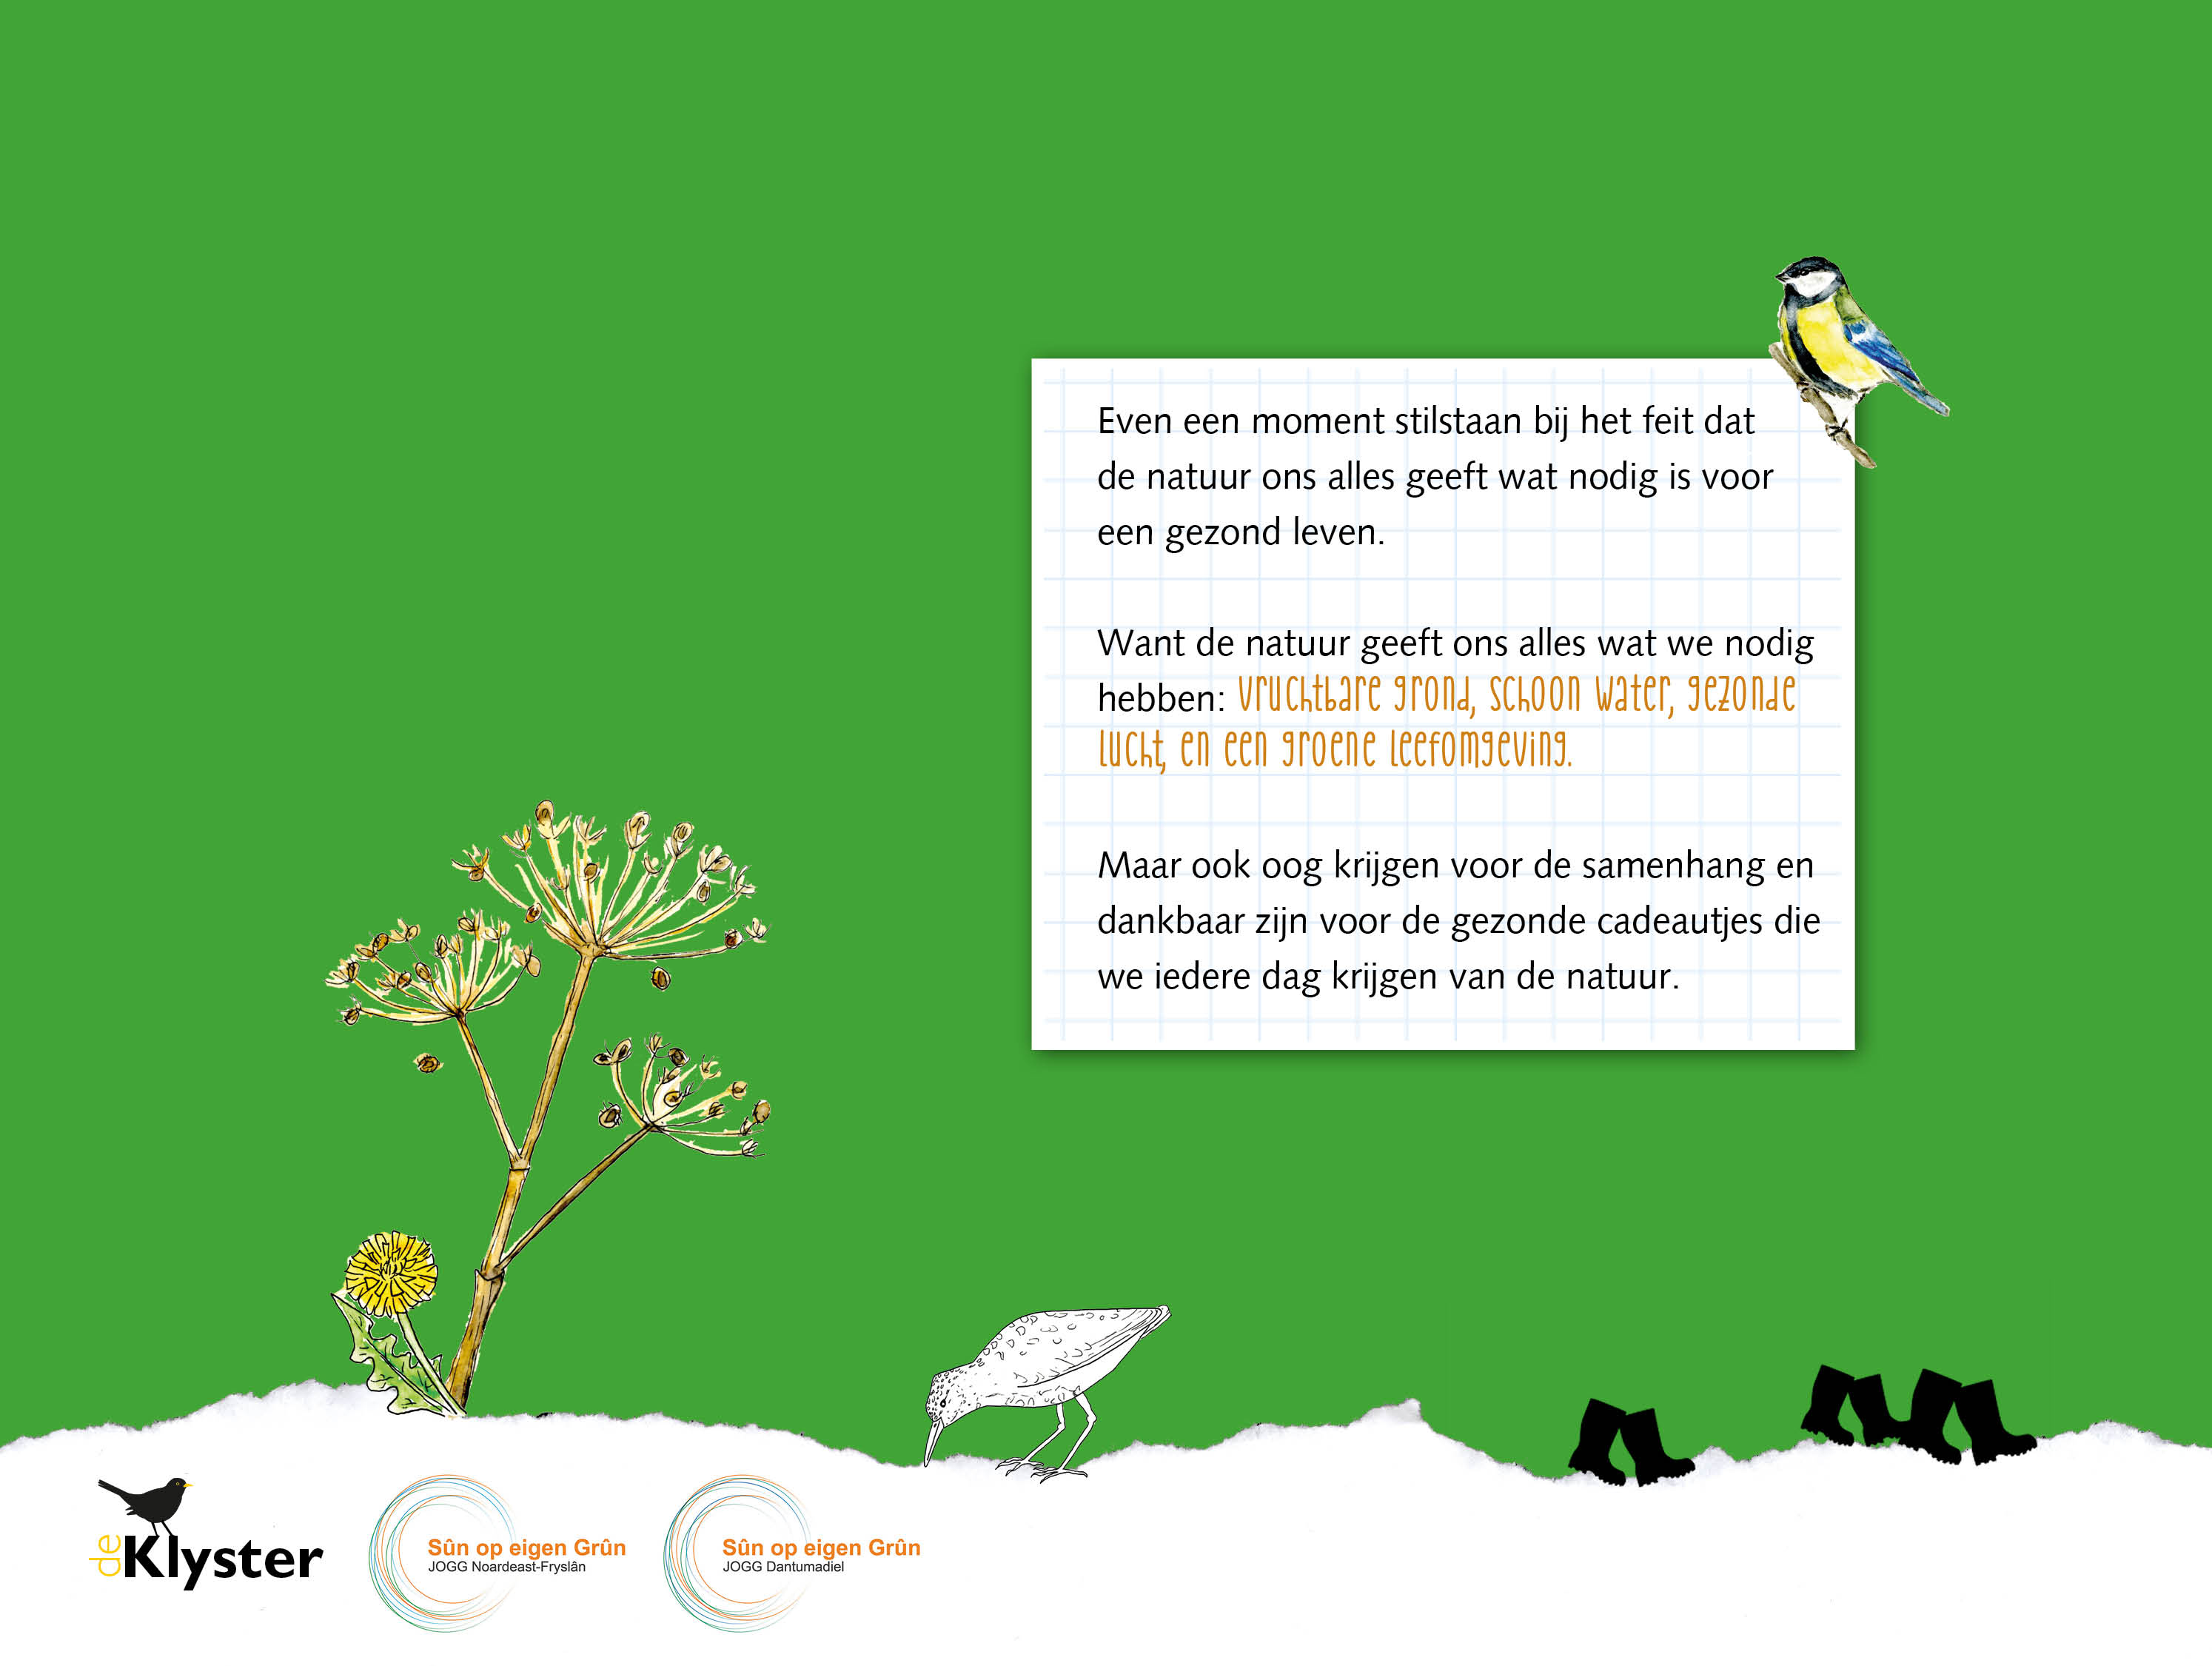 Even een moment stilstaan bij het feit dat
de natuur ons alles geeft wat nodig is voor
een gezond leven.
Want de natuur geeft ons alles wat we nodig
hebben: vruchtbare grond, schoon water, gezonde
lucht, en een groene leefomgeving.
Maar ook oog krijgen voor de samenhang en
dankbaar zijn voor de gezonde cadeautjes die
we iedere dag krijgen van de natuur.
de Klyster
Sûn op eigen Grûn
JOGG Noardeast-Fryslân
Sûn op eigen Grûn
JOGG Dantumadiel